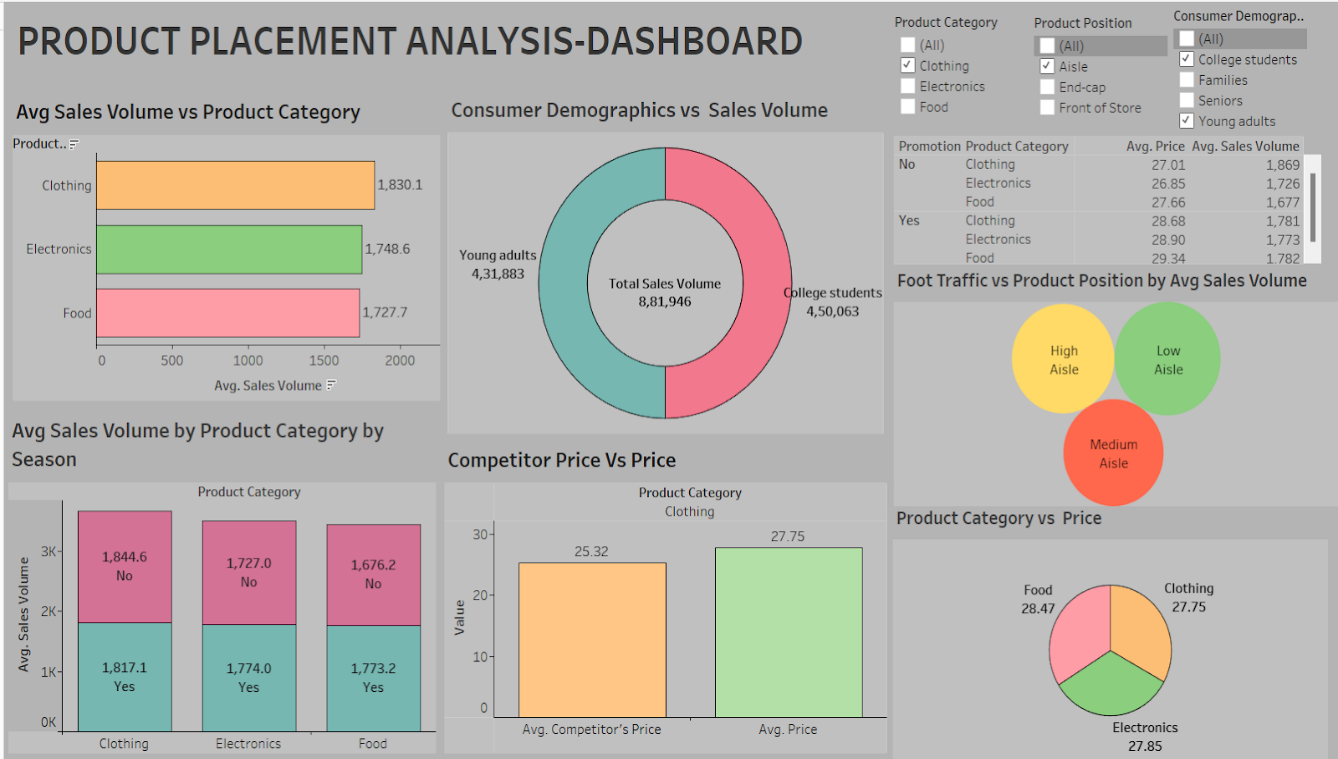 PRODUCT PLACEMENT ANALYSIS-DASHBOARD
Product Category
(All)
Clothing
Electronics
Food
Product Position
(All)
Aisle
End-cap
Front of Store
Consumer Demograp..
(All)
College students
Families
Seniors
Young adults
Avg Sales Volume vs Product Category
Product..
Clothing
1,830.1
Electronics
1,748.6
Food
1,727.7
0 500 1000 1500 2000
Avg. Sales Volume
Consumer Demographics vs Sales Volume
Young adults
4,31,883
Total Sales Volume
8,81,946
College students
4,50,063
Promotion Product Category Avg. Price Avg. Sales Volume
No Clothing 27.01 1,869
Electronics 26.85 1,726
Food 27.66 1,677
Yes Clothing 28.68 1,781
Electronics 28.90 1,773
Food 29.34 1,782
Foot Traffic vs Product Position by Avg Sales Volume
High
Aisle
Low
Aisle
Medium
Aisle
Avg Sales Volume by Product Category by
Season
Product Category
Avg. Sales Volume
3K
2K
1K
0K
1,844.6
No
1,727.0
No
1,676.2
No
1,817.1
Yes
1,774.0
Yes
1,773.2
Yes
Clothing Electronics Food
Competitor Price Vs Price
Product Category
Clothing
Value
30
20
10
0
25.32
27.75
Avg. Competitor's Price Avg. Price
Product Category vs Price
Food
28.47
Clothing
27.75
Electronics
27.85